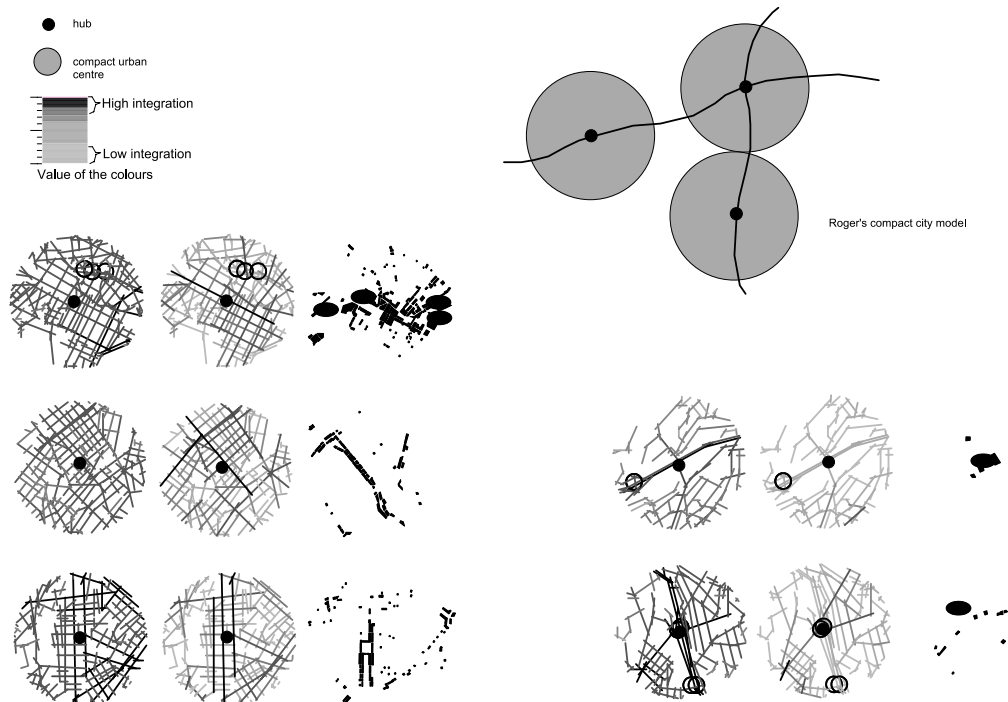 hub
compact urban
centre
High integration
Low integration
Value of the colours
Roger's compact city model